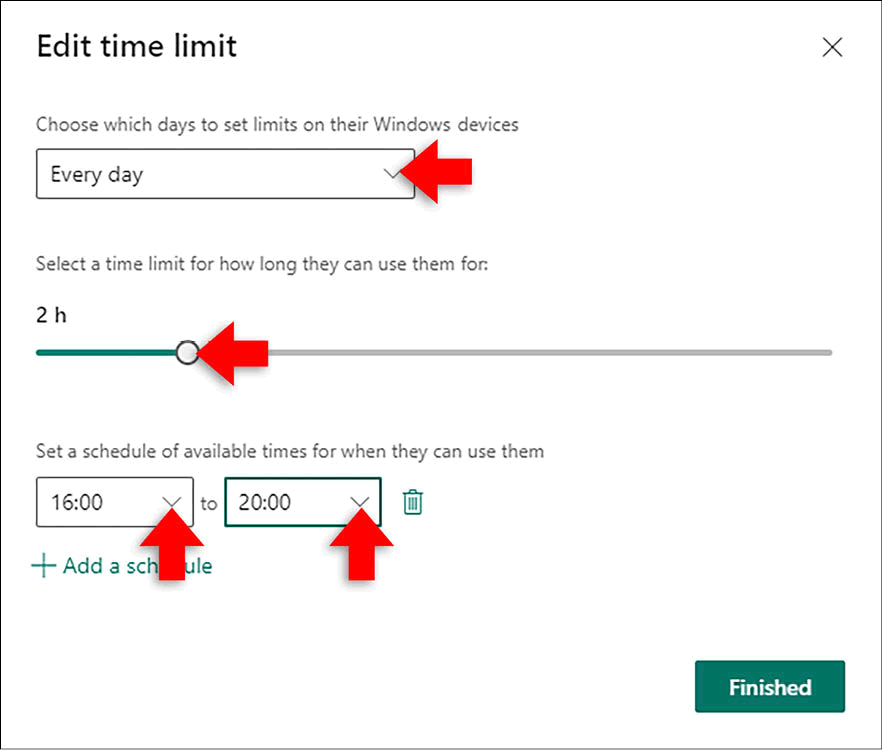 Edit time limit
Choose which days to set limits on their Windows devices
Every day
Select a time limit for how long they can use them for:
2 h
Set a schedule of available times for when they can use them
16:00 to 20:00
Add a sch ule
Finished